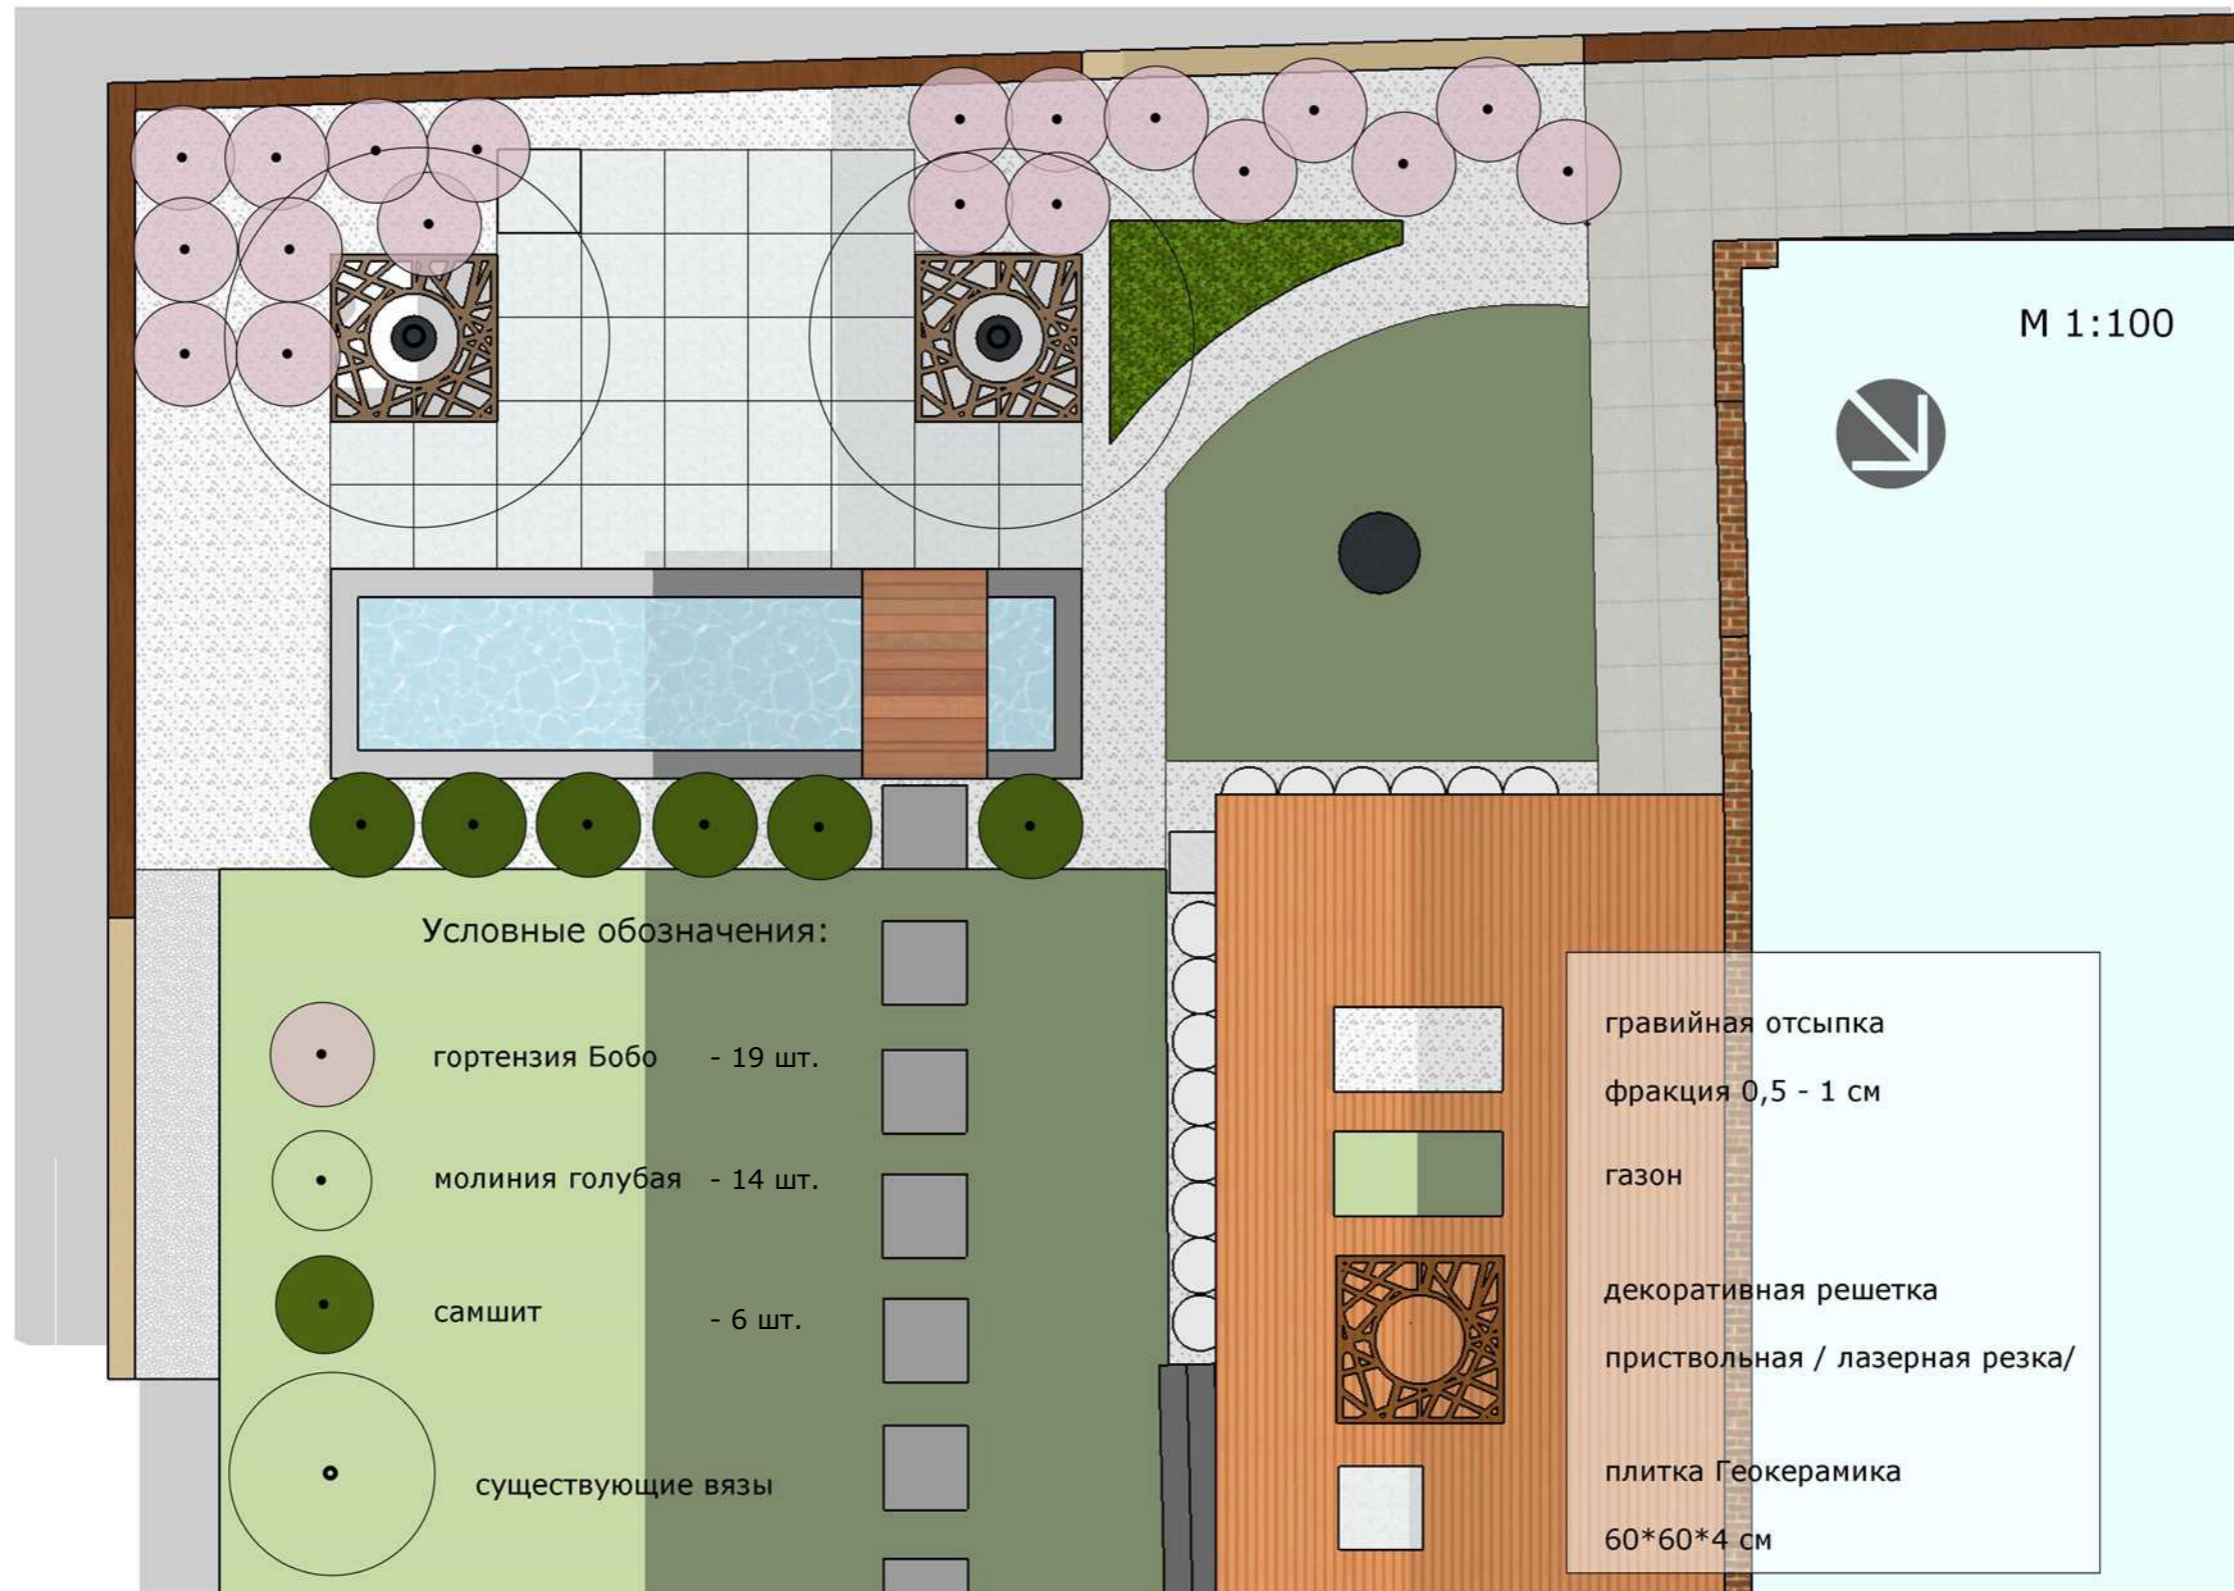 М 1:100
Условные обозначения:
гортензия Бобо - 19 шт.
молиния голубая - 14 шт.
самшит - 6 шт.
существующие вязы
гравийная отсыпка
фракция 0,5 - 1 см
газон
декоративная решетка
приствольная / лазерная резка/
плитка Геокерамика
60*60*4 см